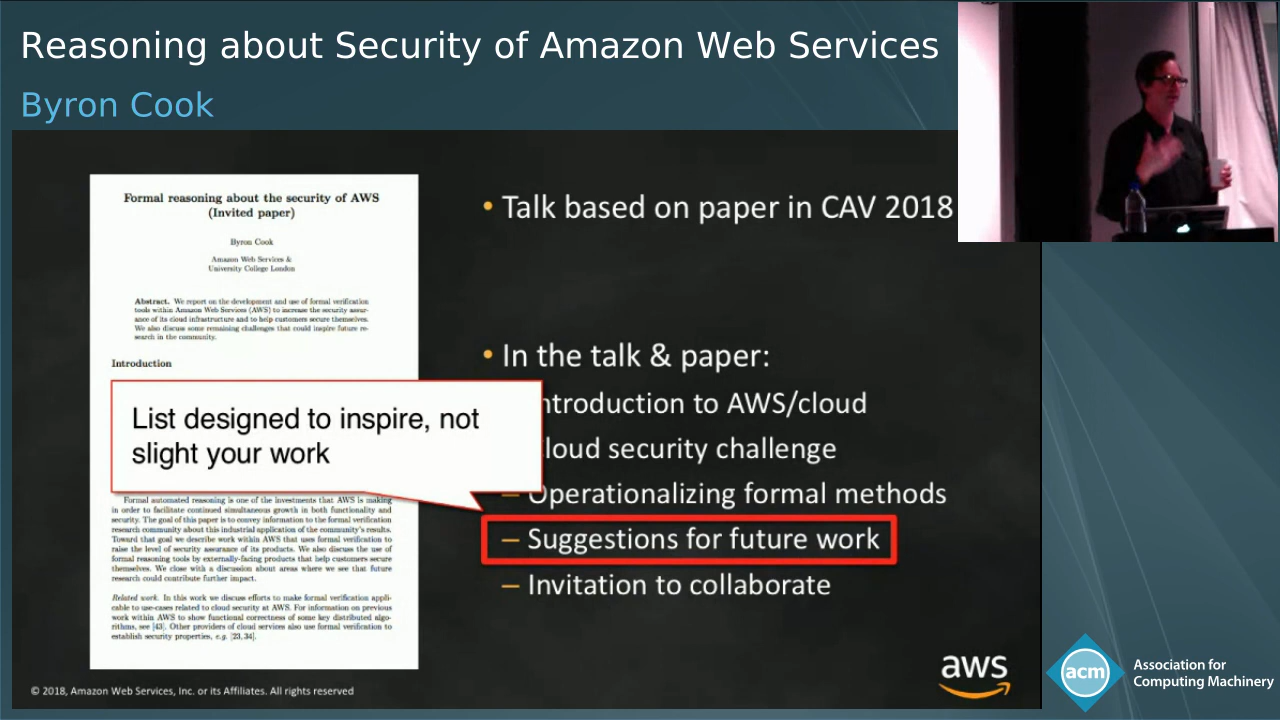 Reasoning about Security of Amazon Web Services
Byron Cook
Formal reasoning about the security of AWS
(Invited paper)
Byron Cook
Amazon Web Services &
University College London
Abstract. We report on the development and use of formal verification
tools within Amazon Web Services (AWS) to increase the security assur-
ance of its cloud infrastructure and to help customers secure themselves.
We also discuss some remaining challenges that could inspire future re-
search in the community.
Introduction
List designed to inspire, not
slight your work
Formal automated reasoning is one of the investments that AWS is making
in order to facilitate continued simultaneous growth in both functionality and
security. The goal of this paper is to convey information to the formal verification
research community about this industrial application of the community's results.
Toward that goal we describe work within AWS that uses formal verification to
raise the level of security assurance of its products. We also discuss the use of
formal reasoning tools by externally-facing products that help customers secure
themselves. We close with a discussion about areas where we see that future
research could contribute further impact.
Related work. In this work we discuss efforts to make formal verification appli-
cable to use-cases related to cloud security at AWS. For information on previous
work within AWS to show functional correctness of some key distributed algo-
rithms, see [43]. Other providers of cloud services also use formal verification to
establish security properties, e.g. [23,34].
• Talk based on paper in CAV 2018
• In the talk & paper:
ntroduction to AWS/cloud
loud security challenge
– Operationalizing formal methods
– Suggestions for future work
– Invitation to collaborate
© 2018, Amazon Web Services, Inc. or its Affiliates. All rights reserved
aws
acm
Association for
Computing Machinery